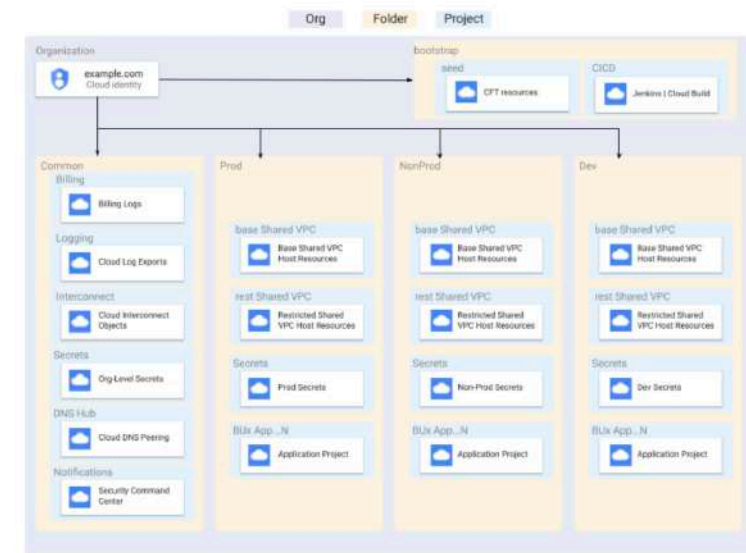 Org Folder Project
Organization
example.com
Cloud identity
bootstrap
seed
CFT resources
CICD
Jenkins | Cloud Build
Common
Billing
Billing Logs
Logging
Cloud Log Exports
Interconnect
Cloud Interconnect
Objects
Secrets
Org-Level Secrets
DNS Hub
Cloud DNS Peering
Notifications
Security Command
Center
Prod
base Shared VPC
Base Shared VPC
Host Resources
rest Shared VPC
Restricted Shared
VPC Host Resources
Secrets
Prod Secrets
BUx App...N
Application Project
NonProd
base Shared VPC
Base Shared VPC
Host Resources
rest Shared VPC
Restricted Shared
VPC Host Resources
Secrets
Non-Prod Secrets
BUx App...N
Application Project
Dev
base Shared VPC
Base Shared VPC
Host Resources
rest Shared VPC
Restricted Shared
VPC Host Resources
Secrets
Dev Secrets
BUx App...N
Application Project